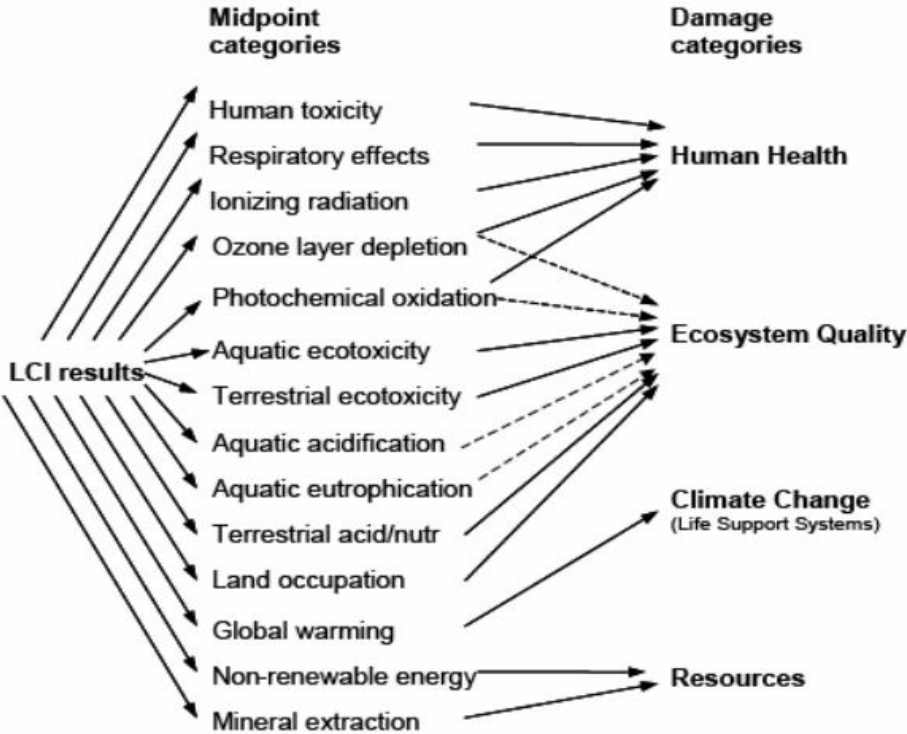 Midpoint
categories
Damage
categories
Human toxicity
Respiratory effects
Human Health
Ionizing radiation
Ozone layer depletion
Photochemical oxidation
Ecosystem Quality
Aquatic ecotoxicity
LCI results
Terrestrial ecotoxicity
Aquatic acidification
Aquatic eutrophication
Climate Change
(Life Support Systems)
Terrestrial acid/nutr
Land occupation
Global warming
Non-renewable energy
Resources
Mineral extraction